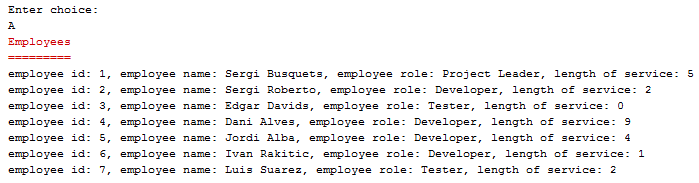 Enter choice:
A
Employees
=========
employee id: 1, employee name: Sergi Busquets, employee role: Project Leader, length of service: 5
employee id: 2, employee name: Sergi Roberto, employee role: Developer, length of service: 2
employee id: 3, employee name: Edgar Davids, employee role: Tester, length of service: 0
employee id: 4, employee name: Dani Alves, employee role: Developer, length of service: 9
employee id: 5, employee name: Jordi Alba, employee role: Developer, length of service: 4
employee id: 6, employee name: Ivan Rakitic, employee role: Developer, length of service: 1
employee id: 7, employee name: Luis Suarez, employee role: Tester, length of service: 2